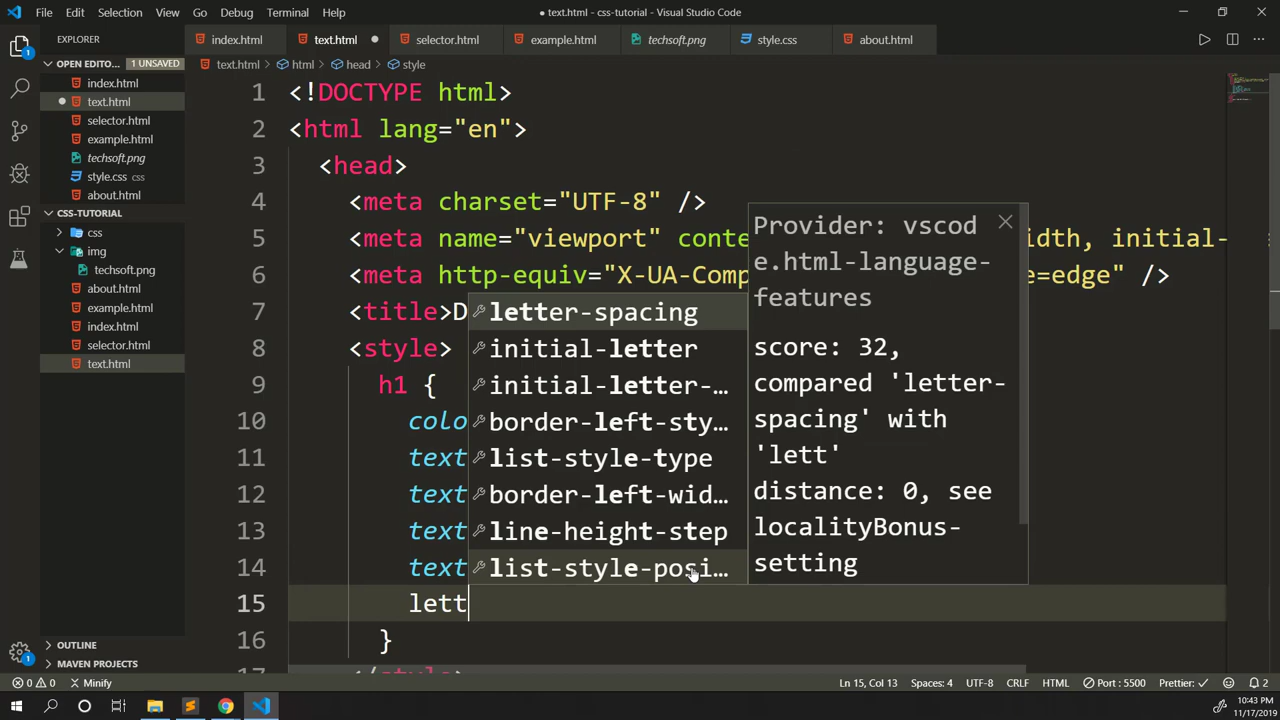 File Edit Selection View Go Debug Terminal Help
● text.html - css-tutorial - Visual Studio Code
EXPLORER
index.html
text.html
selector.html
example.html
techsoft.png
style.css
about.html
OPEN EDITO... 1 UNSAVED
index.html
text.html
selector.html
example.html
techsoft.png
style.css css
about.html
CSS-TUTORIAL
css
img
techsoft.png
about.html
example.html
index.html
selector.html
text.html
OUTLINE
MAVEN PROJECTS
text.html > html > head > style
1 <!DOCTYPE html>
2 <html lang="en">
3 <head>
4 <meta charset="UTF-8" />
5 <meta name="viewport" conte idth, initial-
6 <meta http-equiv="X-UA-Comp e=edge" />
7 <title>D
8 <style>
9 h1 {
10 colo
11 text
12 text
13 text
14 text
15 lett
16 }
17 </style>
letter-spacing
initial-letter
initial-letter-...
border-left-sty...
list-style-type
border-left-wid...
line-height-step
list-style-posi...
Provider: vscod
e.html-language-
features
score: 32,
compared 'letter-
spacing' with
'lett'
distance: 0, see
localityBonus-
setting
0 0 Minify
Ln 15, Col 13 Spaces: 4 UTF-8 CRLF HTML Port : 5500 Prettier: ✓ 2
10:43 PM
11/17/2019